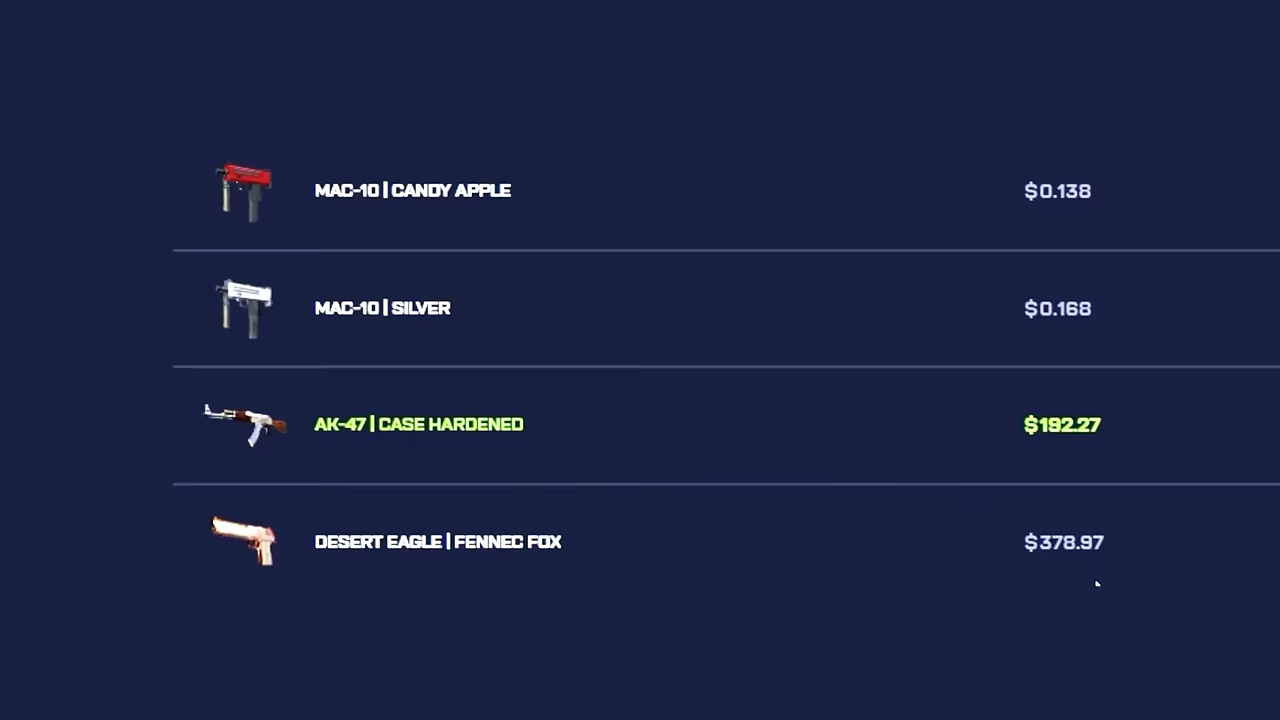 MAC-10 | CANDY APPLE $0.138
MAC-10 | SILVER $0.168
AK-47 | CASE HARDENED $192.27
DESERT EAGLE | FENNEC FOX $378.97